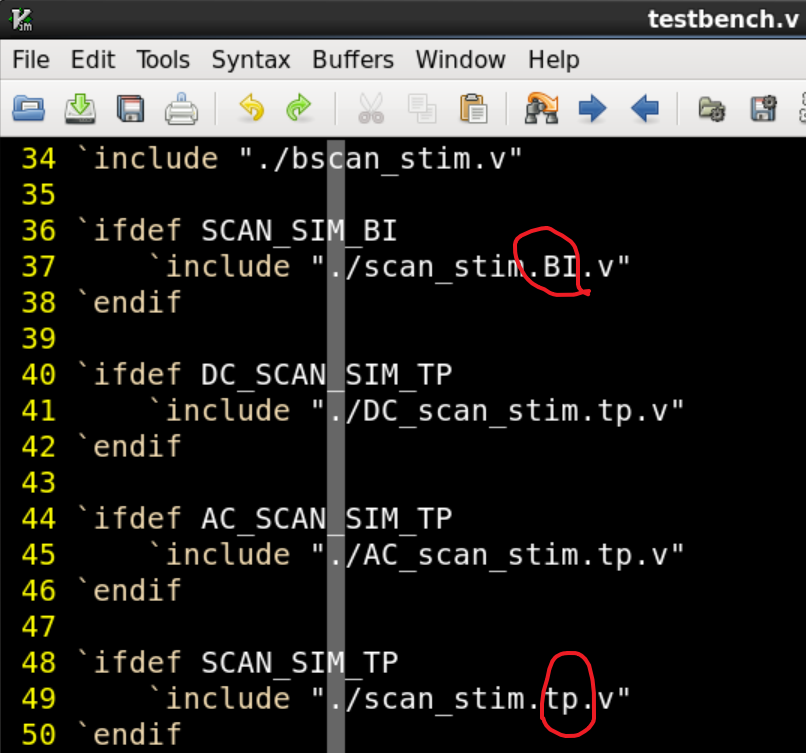 testbench.v
File Edit Tools Syntax Buffers Window Help
34 `include "./bscan_stim.v"
35
36 `ifdef SCAN_SIM_BI
37     `include "./scan_stim.BI.v"
38 `endif
39
40 `ifdef DC_SCAN_SIM_TP
41     `include "./DC_scan_stim.tp.v"
42 `endif
43
44 `ifdef AC_SCAN_SIM_TP
45     `include "./AC_scan_stim.tp.v"
46 `endif
47
48 `ifdef SCAN_SIM_TP
49     `include "./scan_stim.tp.v"
50 `endif